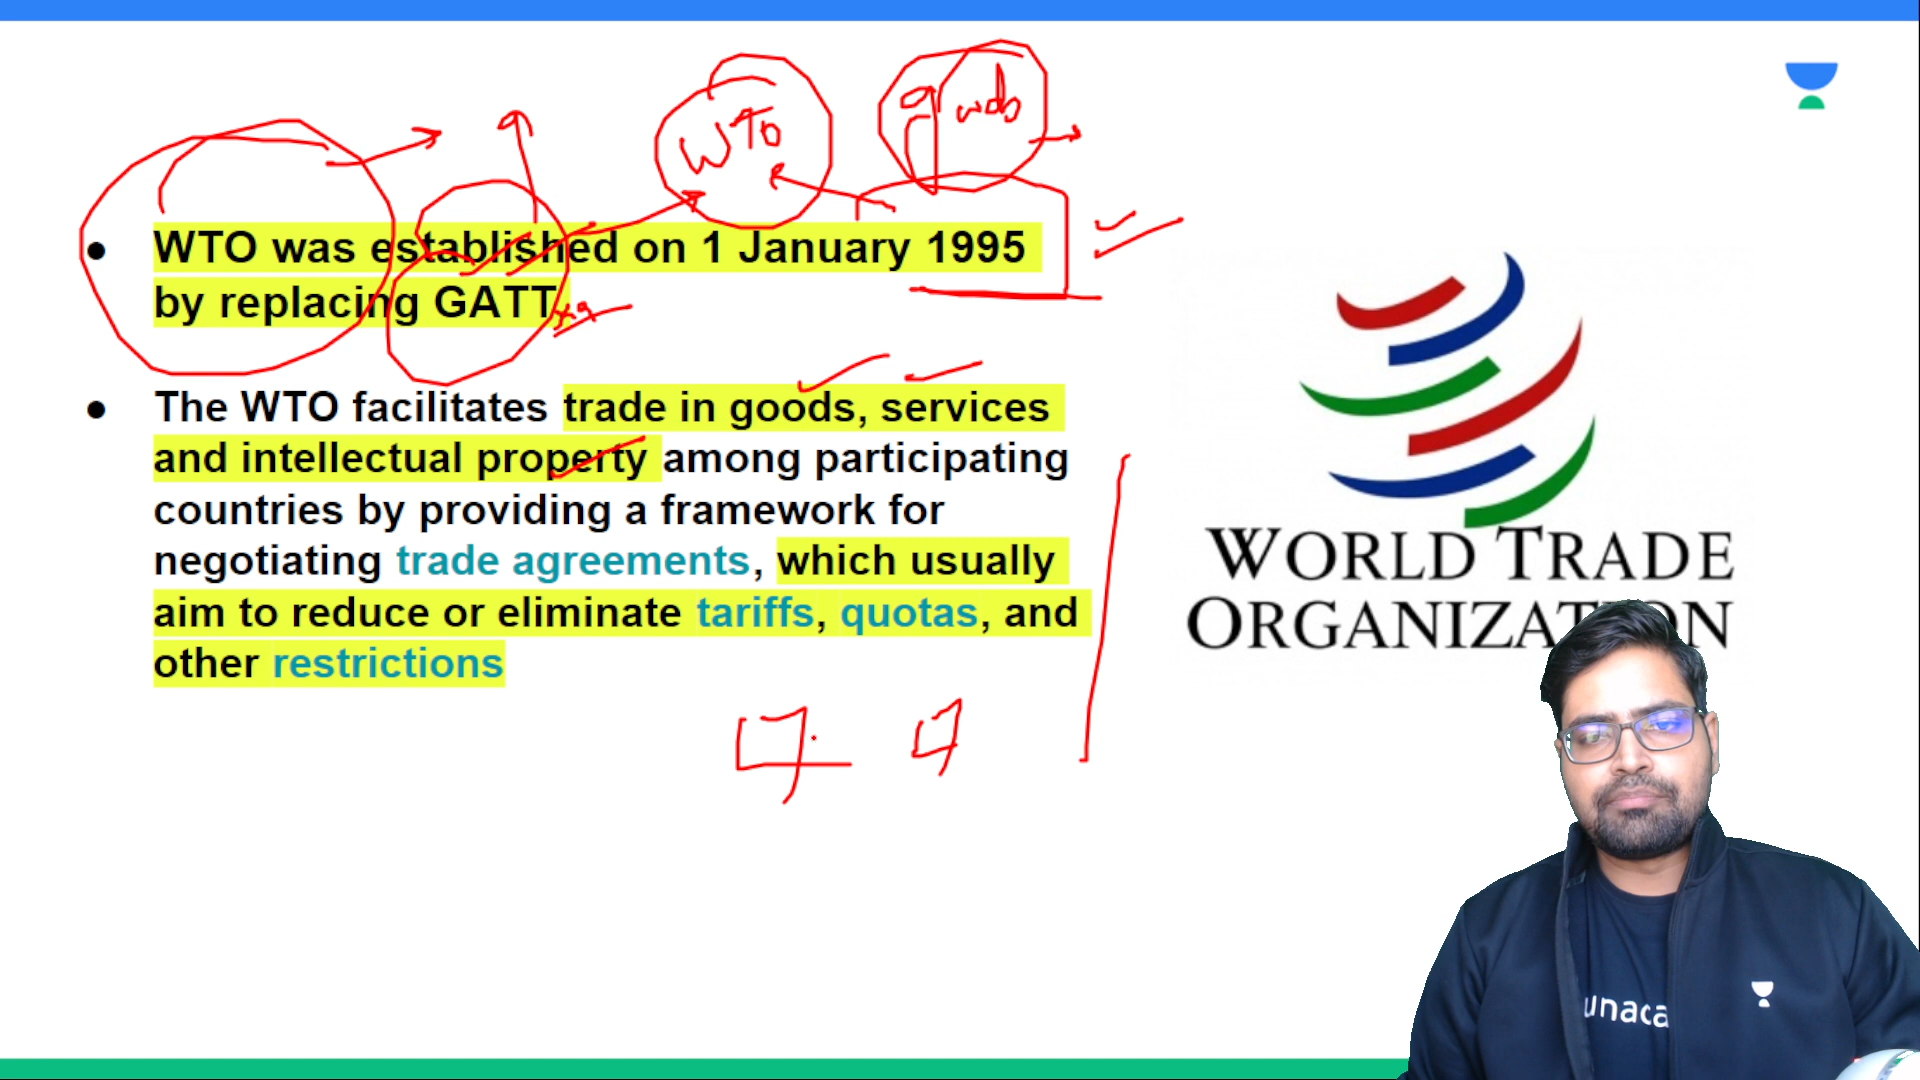 WTO
WTO was established on 1 January 1995
by replacing GATT
The WTO facilitates trade in goods, services
and intellectual property among participating
countries by providing a framework for
negotiating trade agreements, which usually
aim to reduce or eliminate tariffs, quotas, and
other restrictions
WORLD TRADE
ORGANIZATION
unaca